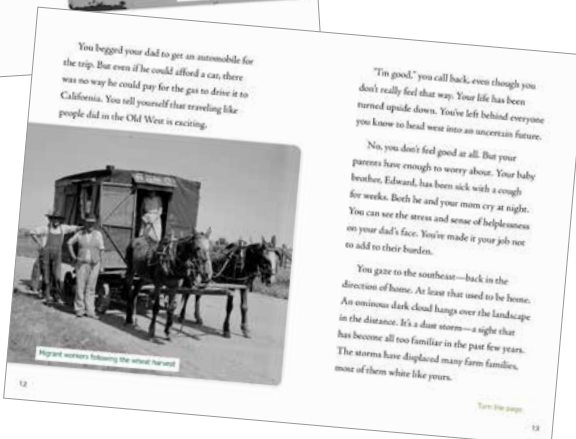 You begged your dad to get an automobile for
the trip. But even if he could afford a car, there
was no way he could pay for the gas to drive it to
California. You tell yourself that traveling like
people did in the Old West is exciting.
Migrant workers following the wheat harvest
12
"I'm good," you call back, even though you
don't really feel that way. Your life has been
turned upside down. You've left behind everyone
you know to head west into an uncertain future.
No, you don't feel good at all. But your
parents have enough to worry about. Your baby
brother, Edward, has been sick with a cough
for weeks. Both he and your mom cry at night.
You can see the stress and sense of helplessness
on your dad's face. You've made it your job not
to add to their burden.
You gaze to the southeast—back in the
direction of home. At least that used to be home.
An ominous dark cloud hangs over the landscape
in the distance. It's a dust storm—a sight that
has become all too familiar in the past few years.
The storms have displaced many farm families,
most of them white like yours.
Turn the page.
13